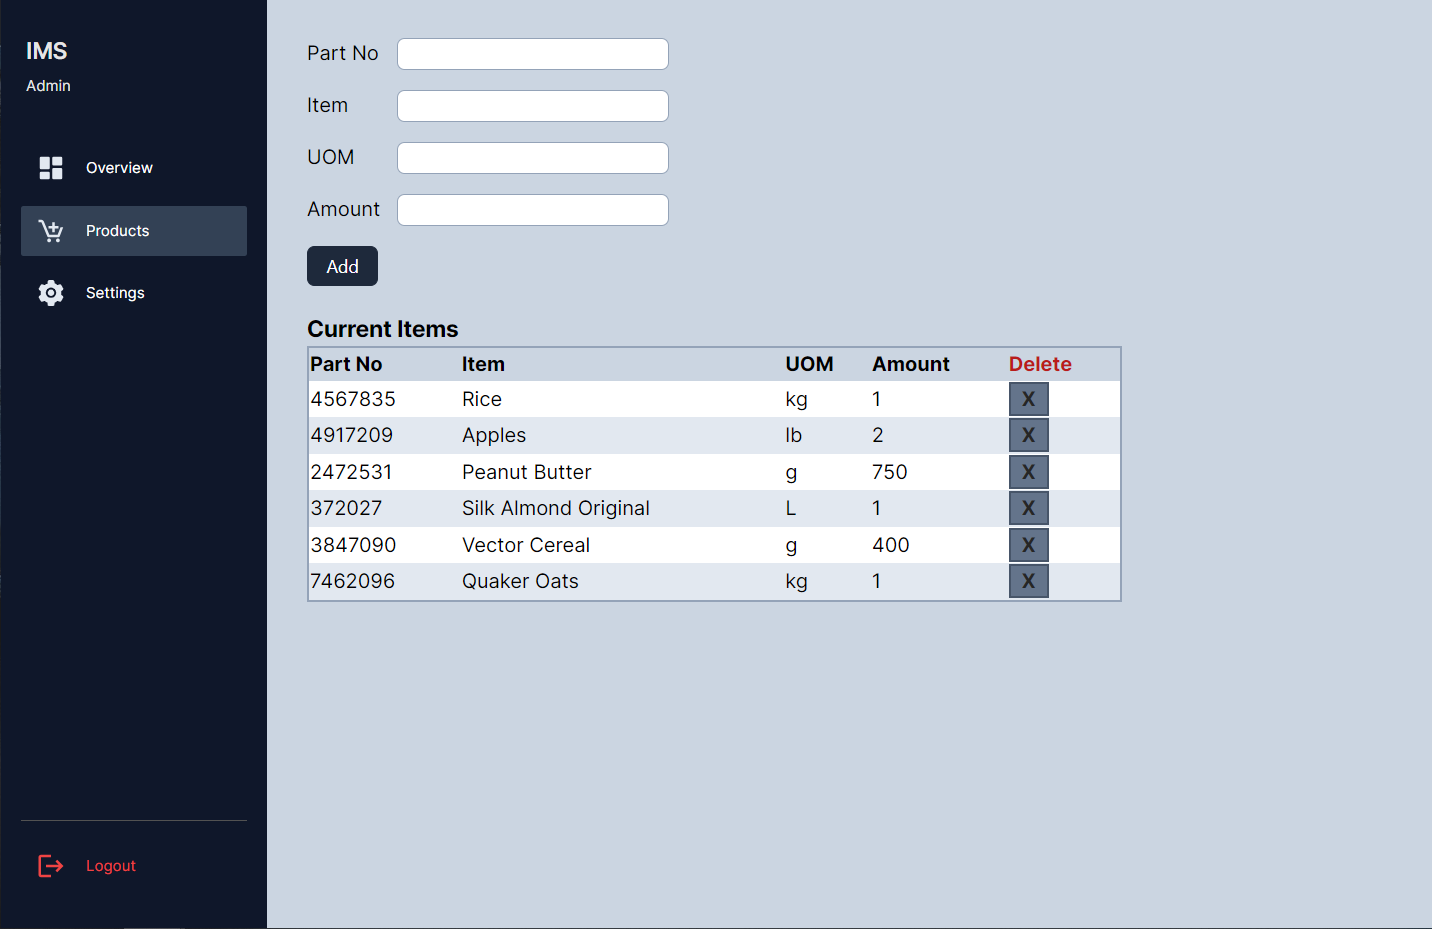 IMS
Admin
Overview
Products
Settings
Logout
Part No
Item
UOM
Amount
Add
Current Items
Part No Item UOM Amount Delete
4567835 Rice kg 1 X
4917209 Apples lb 2 X
2472531 Peanut Butter g 750 X
372027 Silk Almond Original L 1 X
3847090 Vector Cereal g 400 X
7462096 Quaker Oats kg 1 X